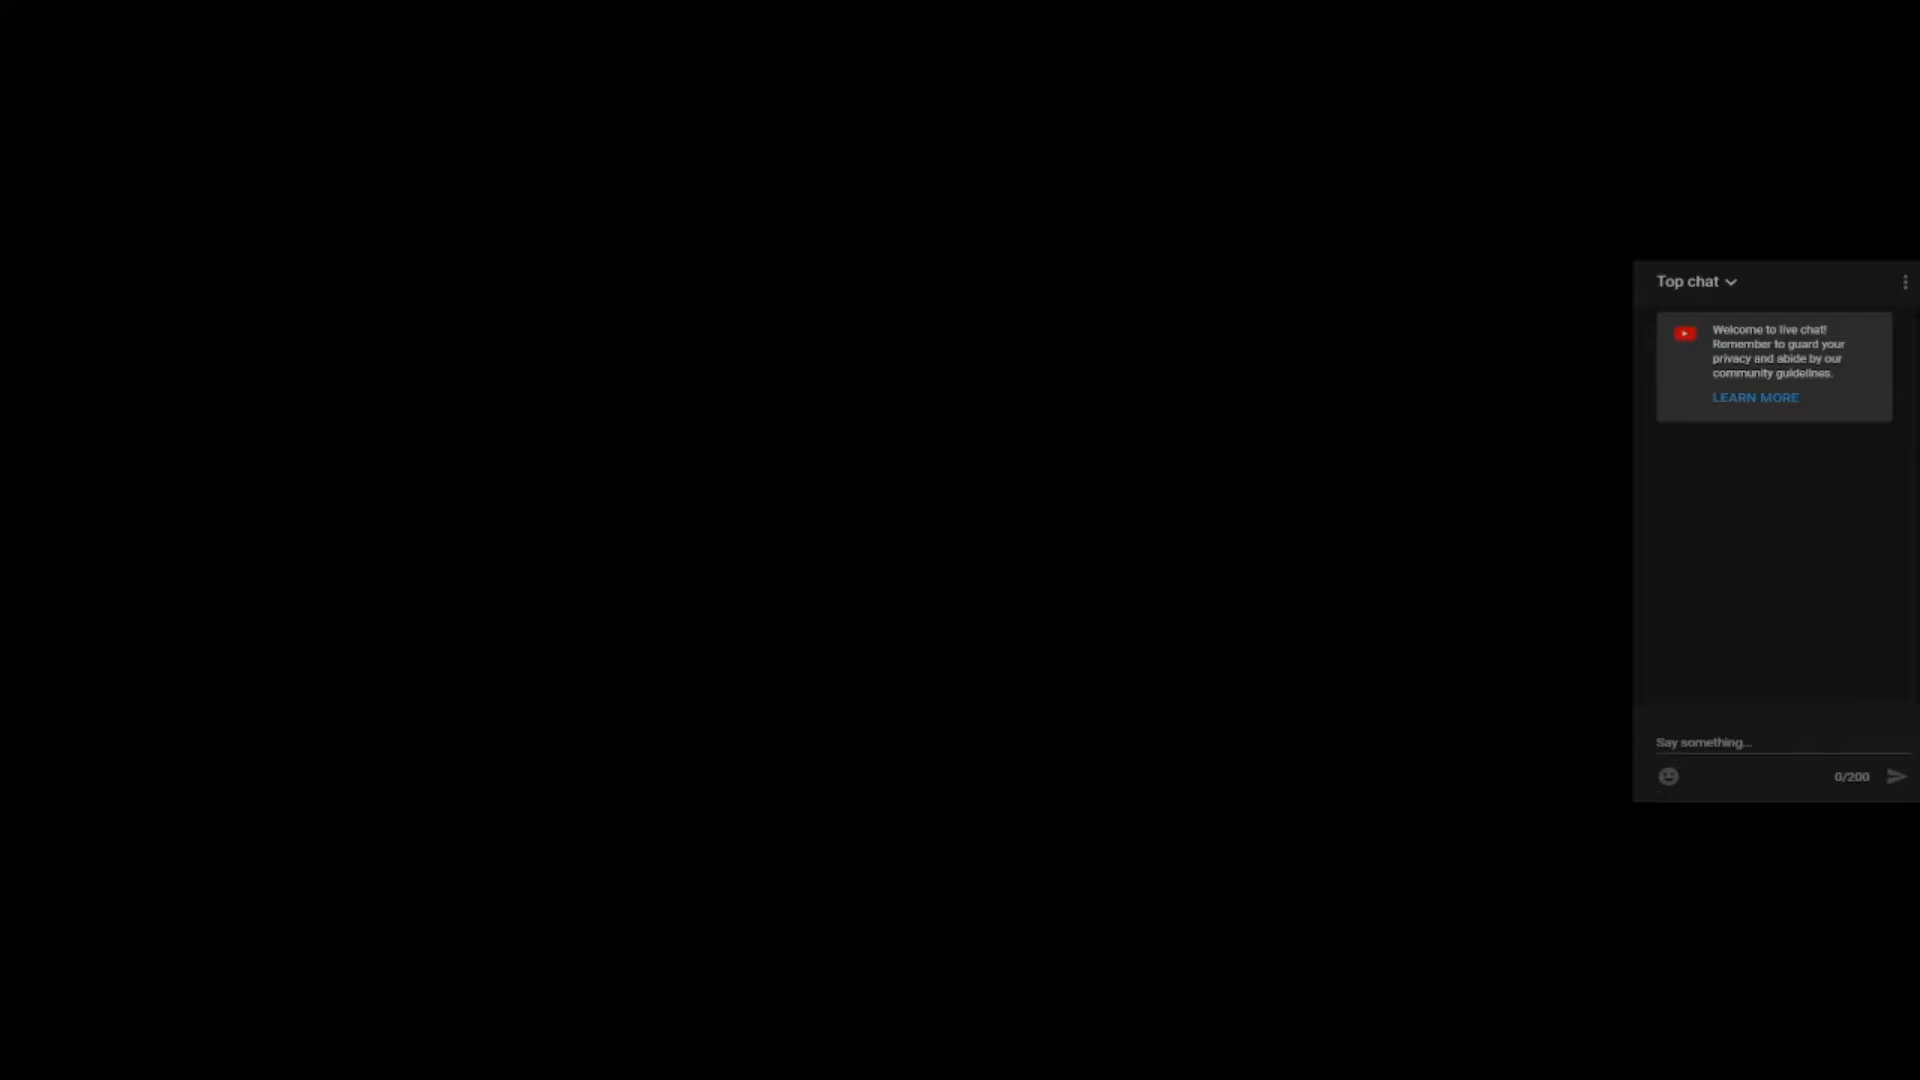 Top chat
Welcome to live chat!
Remember to guard your
privacy and abide by our
community guidelines.
LEARN MORE
Say something...
0/200